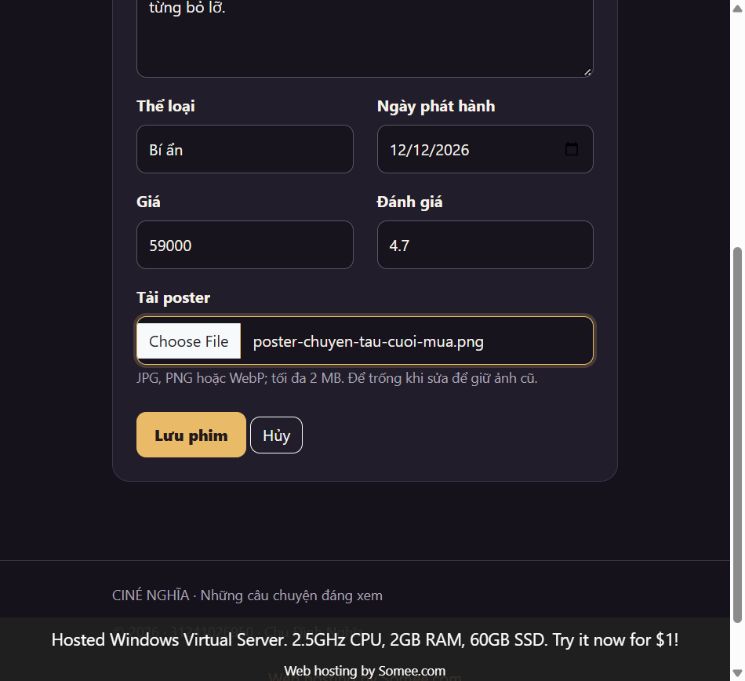 từng bỏ lỡ.
Thể loại
Ngày phát hành
Bí ẩn
12/12/2026
Giá
Đánh giá
59000
4.7
Tải poster
Choose File poster-chuyen-tau-cuoi-mua.png
JPG, PNG hoặc WebP; tối đa 2 MB. Để trống khi sửa để giữ ảnh cũ.
Lưu phim
Hủy
CINÉ NGHĨA · Những câu chuyện đáng xem
Hosted Windows Virtual Server. 2.5GHz CPU, 2GB RAM, 60GB SSD. Try it now for $1!
Web hosting by Somee.com